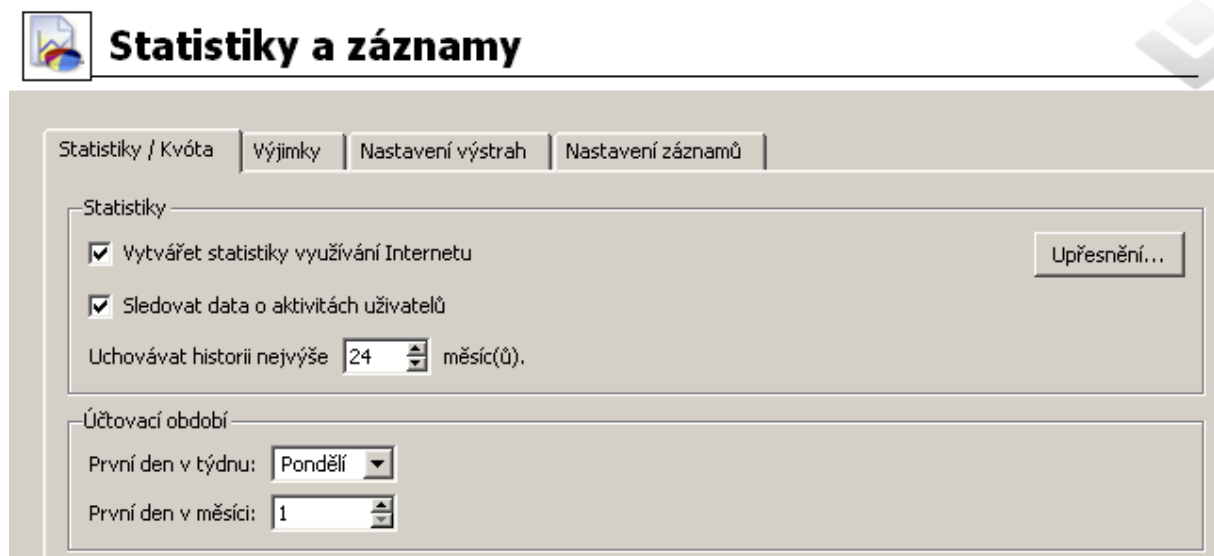 Statistiky a záznamy
Statistiky / Kvóta Výjimky Nastavení výstrah Nastavení záznamů
Statistiky
Vytvářet statistiky využívání Internetu Upřesnění...
Sledovat data o aktivitách uživatelů
Uchovávat historii nejvýše 24 měsíc(ů).
Účtovací období
První den v týdnu: Pondělí
První den v měsíci: 1